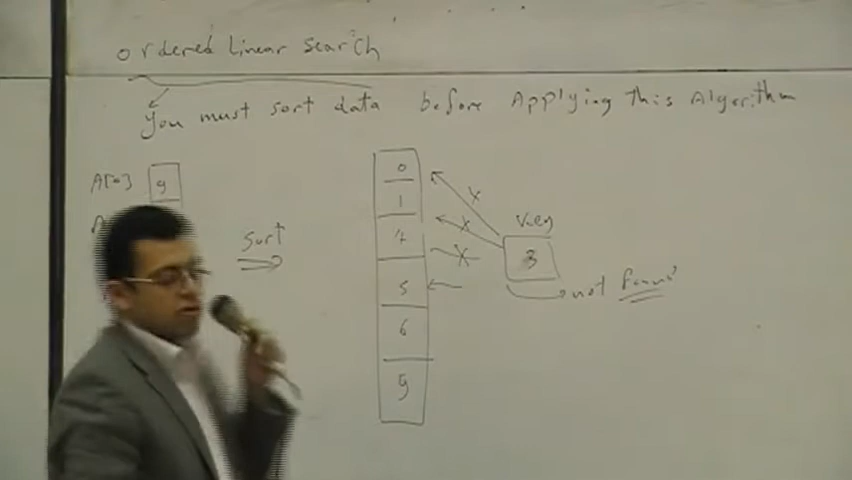 ordered Linear Search
you must sort data before Applying This Algorithm
A[0] 9
sort
0
1
4
5
6
9
X
X
X
Key
3
not found